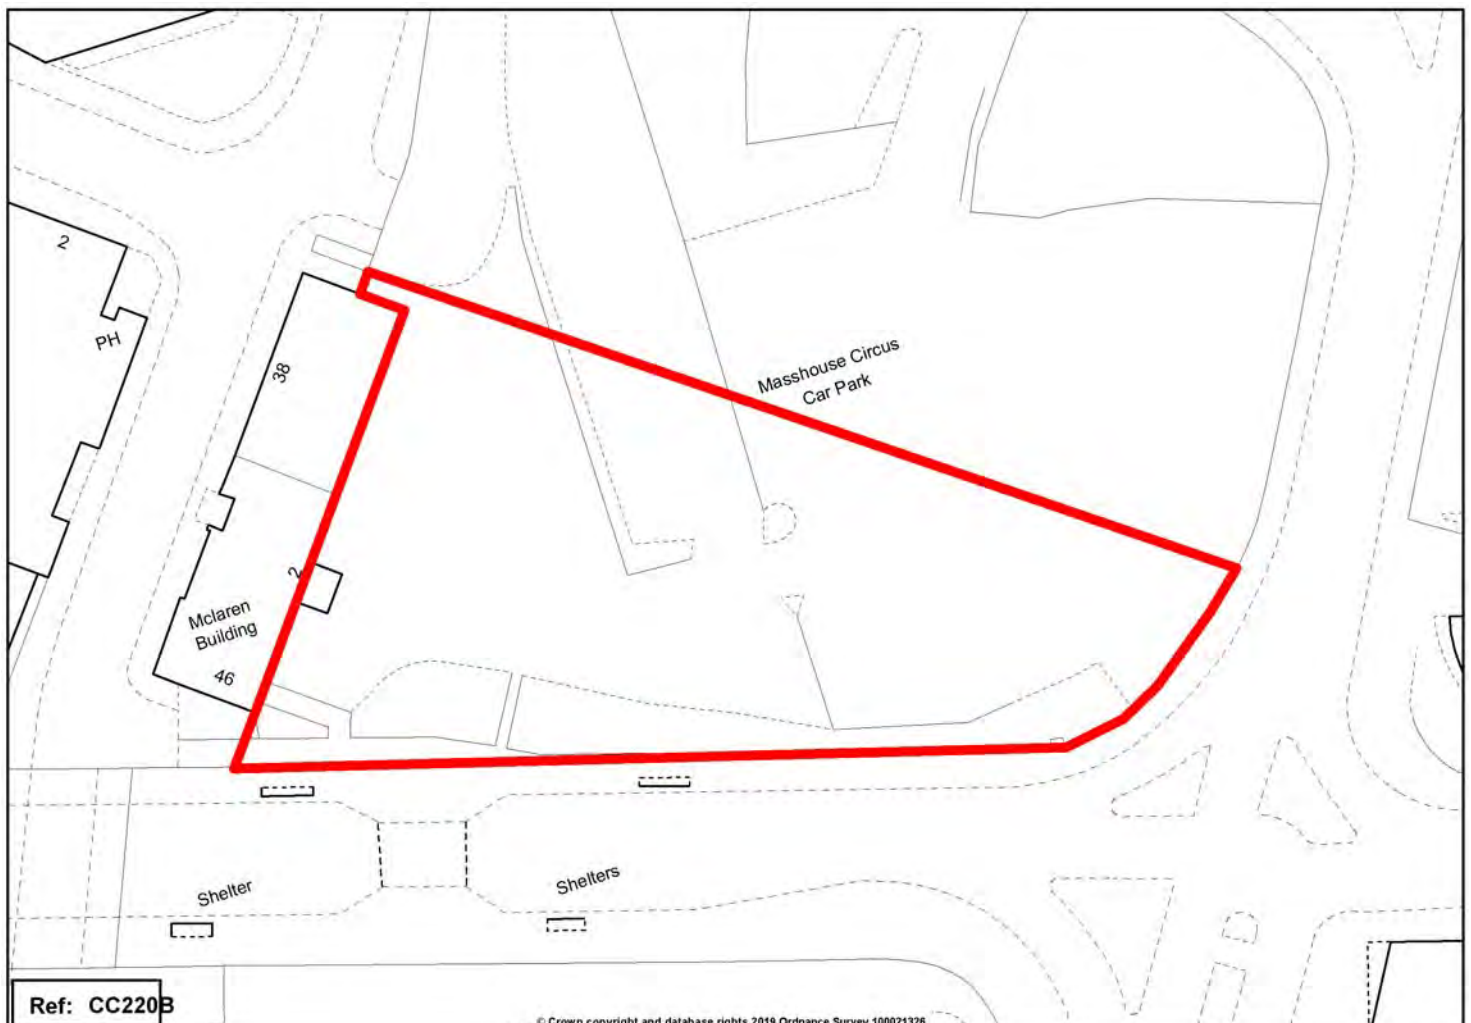 2
PH
38
Masshouse Circus
Car Park
2
Mclaren
Building
46
Shelter
Shelters
Ref: CC220B
© Crown copyright and database rights 2019 Ordnance Survey 100021326